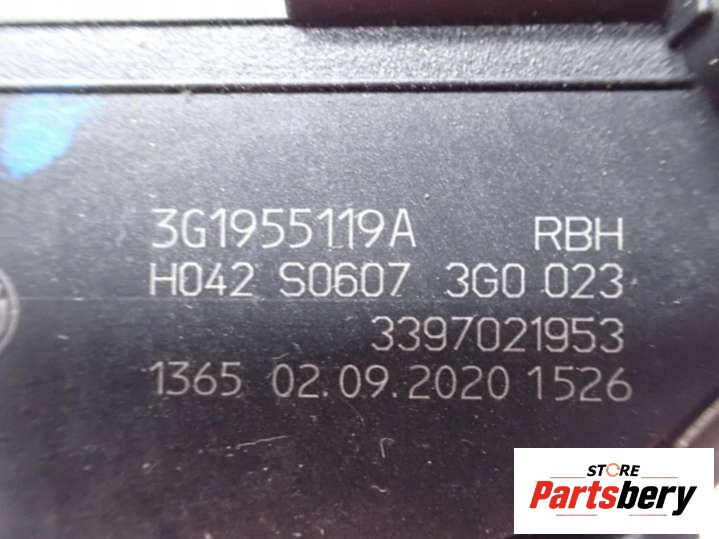 3G1955119A RBH
H042 S0607 3G0 023
3397021953
1365 02.09.2020 1526
STORE
Partsbery